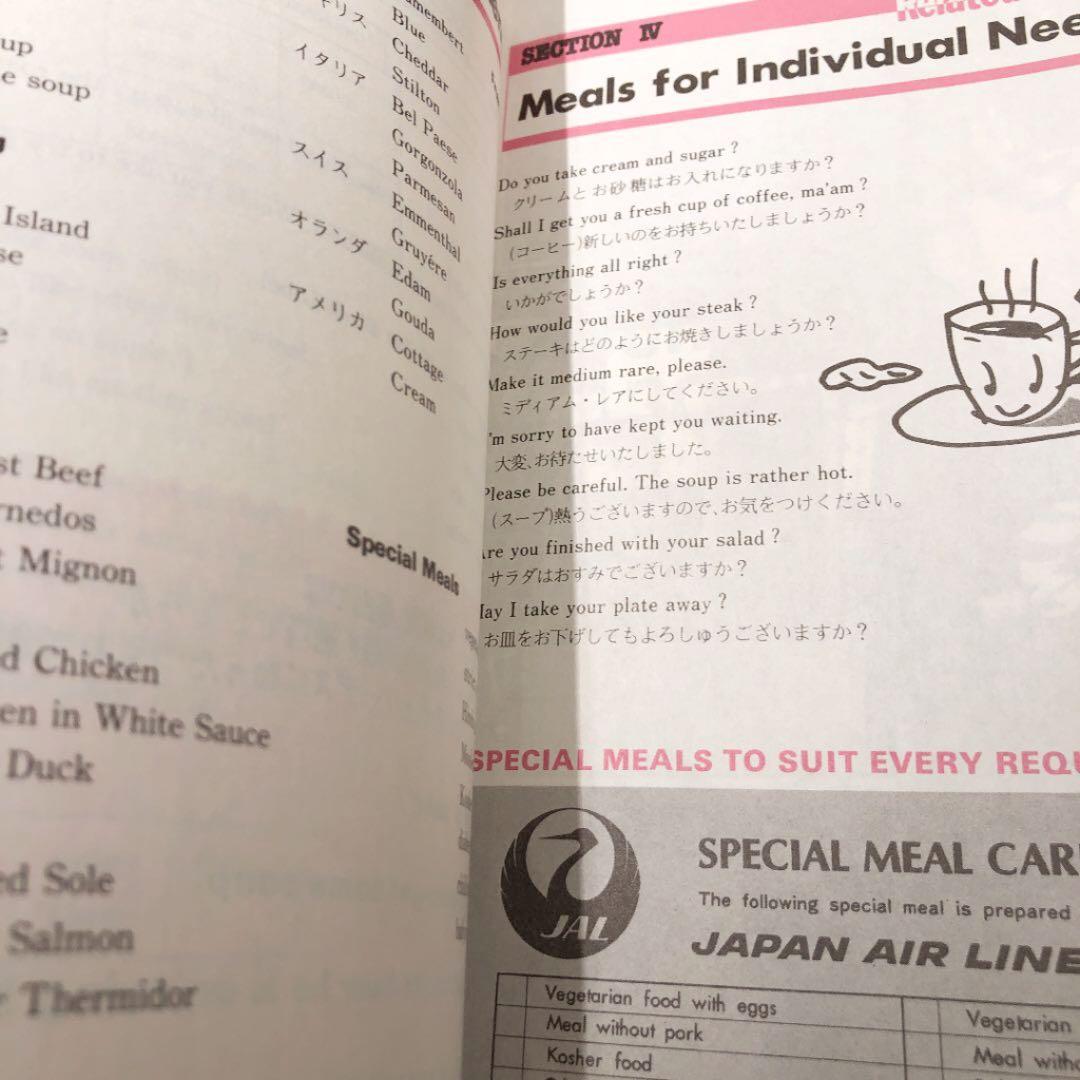 soup
Island
Beef
Mignon
Chicken
in White Sauce
Duck
Sole
Salmon
Thermidor
イタリア
スイス
オランダ
アメリカ
Blue
Cheddar
Stilton
Bel Paese
Gorgonzola
Parmesan
Emmenthal
Gruyére
Edam
Gouda
Cottage
Cream
Special Meals
SECTION IV
Meals for Individual
Do you take cream and sugar ?
クリームとお砂糖はお入れになりますか?
Shall I get you a fresh cup of coffee, ma'am ?
(コーヒー)新しいのをお持ちいたしましょうか?
Is everything all right ?
いかがでしょうか?
How would you like your steak ?
ステーキはどのようにお焼きしましょうか?
Make it medium rare, please.
ミディアム・レアにしてください。
I'm sorry to have kept you waiting.
大変、お待たせいたしました。
Please be careful. The soup is rather hot.
(スープ)熱うございますので、お気をつけください。
Are you finished with your salad ?
サラダはおすみでございますか?
May I take your plate away ?
お皿をお下げしてもよろしゅうございますか?
SPECIAL MEALS TO SUIT EVERY
JAL
SPECIAL MEAL
The following special meal is prepared
JAPAN AIR
Vegetarian food with eggs
Vegetarian
Meal without pork
Meal
Kosher food